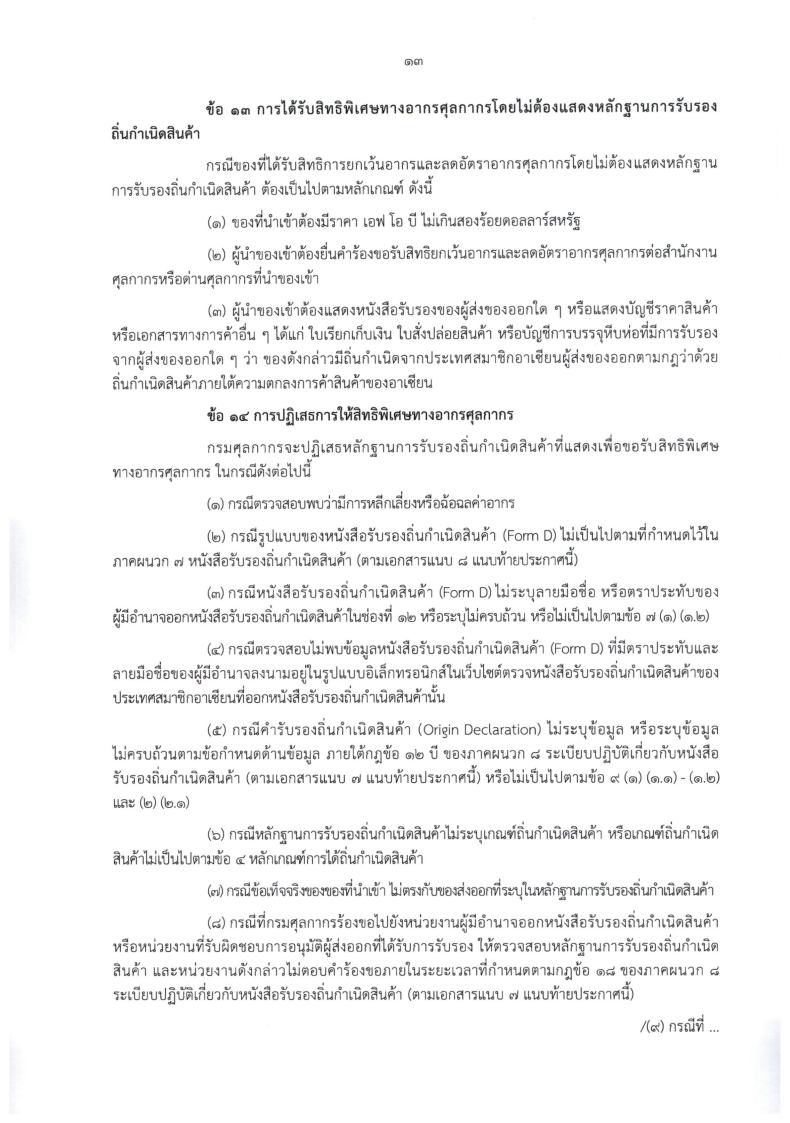 ๑๓
ข้อ ๑๓ การได้รับสิทธิพิเศษทางอากรศุลกากรโดยไม่ต้องแสดงหลักฐานการรับรอง
ถิ่นกำเนิดสินค้า
กรณีของที่ได้รับสิทธิการยกเว้นอากรและลดอัตราอากรศุลกากรโดยไม่ต้องแสดงหลักฐาน
การรับรองถิ่นกำเนิดสินค้า ต้องเป็นไปตามหลักเกณฑ์ ดังนี้
(๑) ของที่นำเข้าต้องมีราคา เอฟ โอ บี ไม่เกินสองร้อยดอลลาร์สหรัฐ
(๒) ผู้นำของเข้าต้องยื่นคำร้องขอรับสิทธิยกเว้นอากรและลดอัตราอากรศุลกากรต่อสำนักงาน
ศุลกากรหรือด่านศุลกากรที่นำของเข้า
(๓) ผู้นำของเข้าต้องแสดงหนังสือรับรองของผู้ส่งของออกใด ๆ หรือแสดงบัญชีราคาสินค้า
หรือเอกสารทางการค้าอื่น ๆ ได้แก่ ใบเรียกเก็บเงิน ใบสั่งปล่อยสินค้า หรือบัญชีการบรรจุหีบห่อที่มีการรับรอง
จากผู้ส่งของออกใด ๆ ว่า ของดังกล่าวมีถิ่นกำเนิดจากประเทศสมาชิกอาเซียนผู้ส่งของออกตามกฎว่าด้วย
ถิ่นกำเนิดสินค้าภายใต้ความตกลงการค้าสินค้าของอาเซียน
ข้อ ๑๔ การปฏิเสธการให้สิทธิพิเศษทางอากรศุลกากร
กรมศุลกากรจะปฏิเสธหลักฐานการรับรองถิ่นกำเนิดสินค้าที่แสดงเพื่อขอรับสิทธิพิเศษ
ทางอากรศุลกากร ในกรณีดังต่อไปนี้
(๑) กรณีตรวจสอบพบว่ามีการหลีกเลี่ยงหรือฉ้อฉลค่าอากร
(๒) กรณีรูปแบบของหนังสือรับรองถิ่นกำเนิดสินค้า (Form D) ไม่เป็นไปตามที่กำหนดไว้ใน
ภาคผนวก ๗ หนังสือรับรองถิ่นกำเนิดสินค้า (ตามเอกสารแนบ ๘ แนบท้ายประกาศนี้)
(๓) กรณีหนังสือรับรองถิ่นกำเนิดสินค้า (Form D) ไม่ระบุลายมือชื่อ หรือตราประทับของ
ผู้มีอำนาจออกหนังสือรับรองถิ่นกำเนิดสินค้าในช่องที่ ๑๒ หรือระบุไม่ครบถ้วน หรือไม่เป็นไปตามข้อ ๗ (๑) (๑.๒)
(๔) กรณีตรวจสอบไม่พบข้อมูลหนังสือรับรองถิ่นกำเนิดสินค้า (Form D) ที่มีตราประทับและ
ลายมือชื่อของผู้มีอำนาจลงนามอยู่ในรูปแบบอิเล็กทรอนิกส์ในเว็บไซต์ตรวจหนังสือรับรองถิ่นกำเนิดสินค้าของ
ประเทศสมาชิกอาเซียนที่ออกหนังสือรับรองถิ่นกำเนิดสินค้านั้น
(๕) กรณีคำรับรองถิ่นกำเนิดสินค้า (Origin Declaration) ไม่ระบุข้อมูล หรือระบุข้อมูล
ไม่ครบถ้วนตามข้อกำหนดด้านข้อมูล ภายใต้กฎข้อ ๑๒ บี ของภาคผนวก ๘ ระเบียบปฏิบัติเกี่ยวกับหนังสือ
รับรองถิ่นกำเนิดสินค้า (ตามเอกสารแนบ ๗ แนบท้ายประกาศนี้) หรือไม่เป็นไปตามข้อ ๙ (๑) (๑.๑) - (๑.๒)
และ (๒) (๒.๑)
(๖) กรณีหลักฐานการรับรองถิ่นกำเนิดสินค้าไม่ระบุเกณฑ์ถิ่นกำเนิดสินค้า หรือเกณฑ์ถิ่นกำเนิด
สินค้าไม่เป็นไปตามข้อ ๔ หลักเกณฑ์การได้ถิ่นกำเนิดสินค้า
(๗) กรณีข้อเท็จจริงของของที่นำเข้า ไม่ตรงกับของส่งออกที่ระบุในหลักฐานการรับรองถิ่นกำเนิดสินค้า
(๘) กรณีที่กรมศุลกากรร้องขอไปยังหน่วยงานผู้มีอำนาจออกหนังสือรับรองถิ่นกำเนิดสินค้า
หรือหน่วยงานที่รับผิดชอบการอนุมัติผู้ส่งออกที่ได้รับการรับรอง ให้ตรวจสอบหลักฐานการรับรองถิ่นกำเนิด
สินค้า และหน่วยงานดังกล่าวไม่ตอบคำร้องขอภายในระยะเวลาที่กำหนดตามกฎข้อ ๑๘ ของภาคผนวก ๘
ระเบียบปฏิบัติเกี่ยวกับหนังสือรับรองถิ่นกำเนิดสินค้า (ตามเอกสารแนบ ๗ แนบท้ายประกาศนี้)
/(๙) กรณีที่ ...